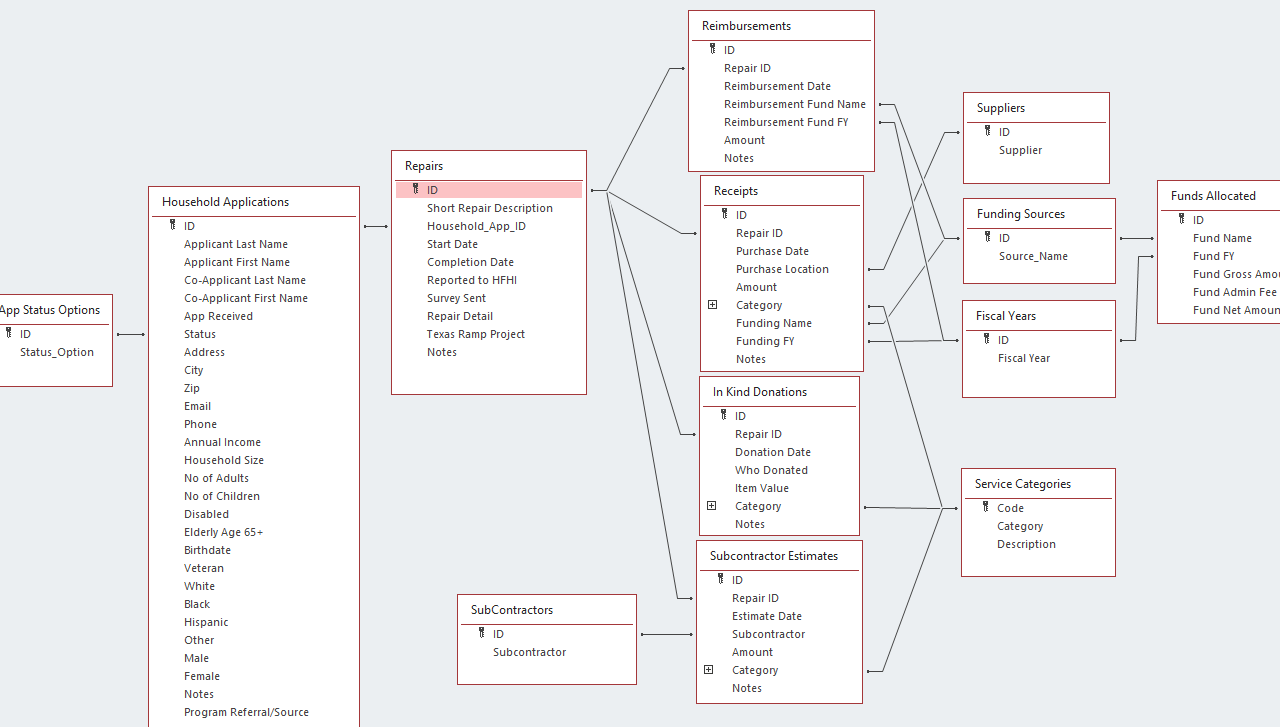 App Status Options
ID
Status_Option
Household Applications
ID
Applicant Last Name
Applicant First Name
Co-Applicant Last Name
Co-Applicant First Name
App Received
Status
Address
City
Zip
Email
Phone
Annual Income
Household Size
No of Adults
No of Children
Disabled
Elderly Age 65+
Birthdate
Veteran
White
Black
Hispanic
Other
Male
Female
Notes
Program Referral/Source
Repairs
ID
Short Repair Description
Household_App_ID
Start Date
Completion Date
Reported to HFHI
Survey Sent
Repair Detail
Texas Ramp Project
Notes
SubContractors
ID
Subcontractor
Reimbursements
ID
Repair ID
Reimbursement Date
Reimbursement Fund Name
Reimbursement Fund FY
Amount
Notes
Receipts
ID
Repair ID
Purchase Date
Purchase Location
Amount
Category
Funding Name
Funding FY
Notes
In Kind Donations
ID
Repair ID
Donation Date
Who Donated
Item Value
Category
Notes
Subcontractor Estimates
ID
Repair ID
Estimate Date
Subcontractor
Amount
Category
Notes
Suppliers
ID
Supplier
Funding Sources
ID
Source_Name
Fiscal Years
ID
Fiscal Year
Service Categories
Code
Category
Description
Funds Allocated
ID
Fund Name
Fund FY
Fund Gross Amou
Fund Admin Fee
Fund Net Amoun